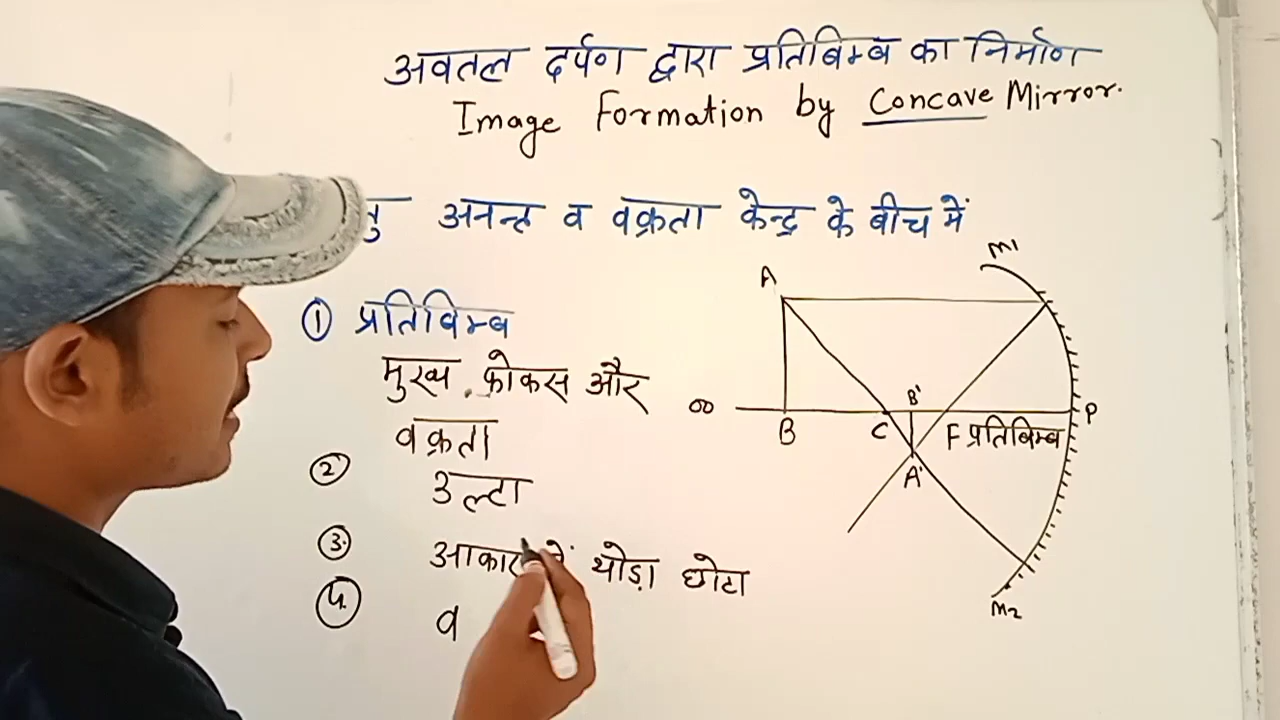 अवतल दर्पण द्वारा प्रतिबिम्ब का निर्माण
Image Formation by Concave Mirror.
अनन्त व वक्रता केन्द्र के बीच में
① प्रतिबिम्ब
मुख्य फोकस और
वक्रता
② उल्टा
③. आकार में थोडा छोटा
④. व
M1
A
∞
B
C
B'
F प्रतिबिम्ब
P
A'
M2